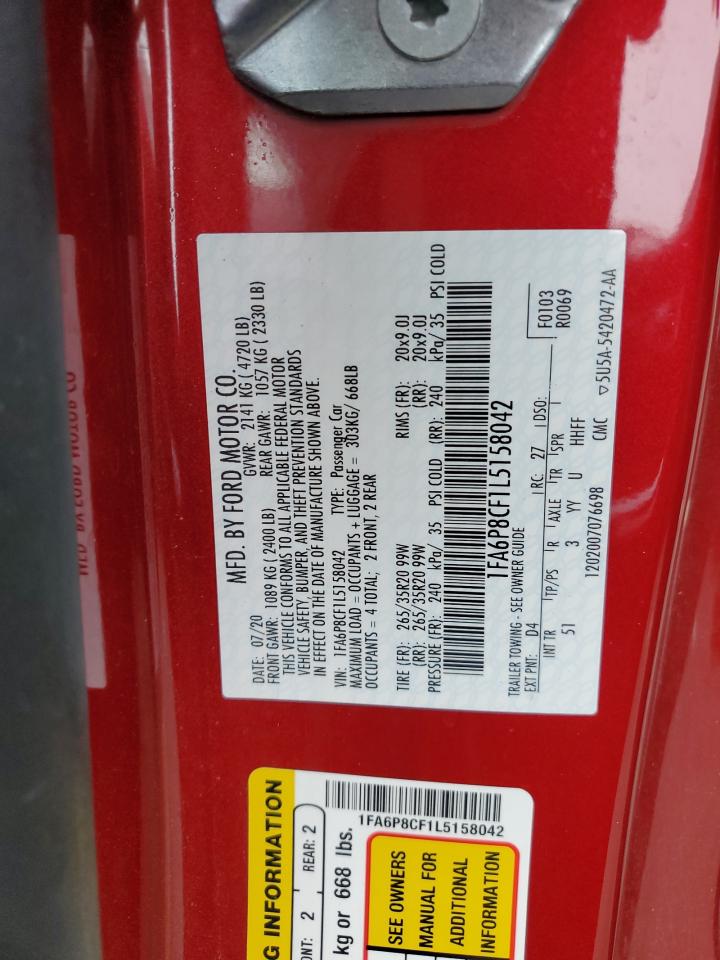 MFD. BY FORD MOTOR CO.
DATE: 07/20 GVWR: 2141 KG ( 4720 LB)
FRONT GAWR: 1089 KG ( 2400 LB) REAR GAWR: 1057 KG ( 2330 LB)
THIS VEHICLE CONFORMS TO ALL APPLICABLE FEDERAL MOTOR
VEHICLE SAFETY, BUMPER, AND THEFT PREVENTION STANDARDS
IN EFFECT ON THE DATE OF MANUFACTURE SHOWN ABOVE.
VIN: 1FA6P8CF1L5158042 TYPE: Passenger Car
MAXIMUM LOAD = OCCUPANTS + LUGGAGE = 303KG/ 668LB
OCCUPANTS = 4 TOTAL; 2 FRONT, 2 REAR
TIRE (FR): 265/35R20 99W RIMS (FR): 20x9.0J
(RR): 265/35R20 99W (RR): 20x9.0J
PRESSURE (FR): 240 kPa/ 35 PSI COLD (RR): 240 kPa/ 35 PSI COLD
1FA6P8CF1L5158042
TRAILER TOWING - SEE OWNER GUIDE
EXT PNT: D4 RC: 27 DSO: F0103
R0069
INT TR TP/PS R AXLE TR SPR
51 3 YY U HHFF
1202007076698 CMC ▽5U5A-5420472-AA
G INFORMATION
ONT: 2 REAR: 2
kg or 668 lbs.
1FA6P8CF1L5158042
SEE OWNERS
MANUAL FOR
ADDITIONAL
INFORMATION